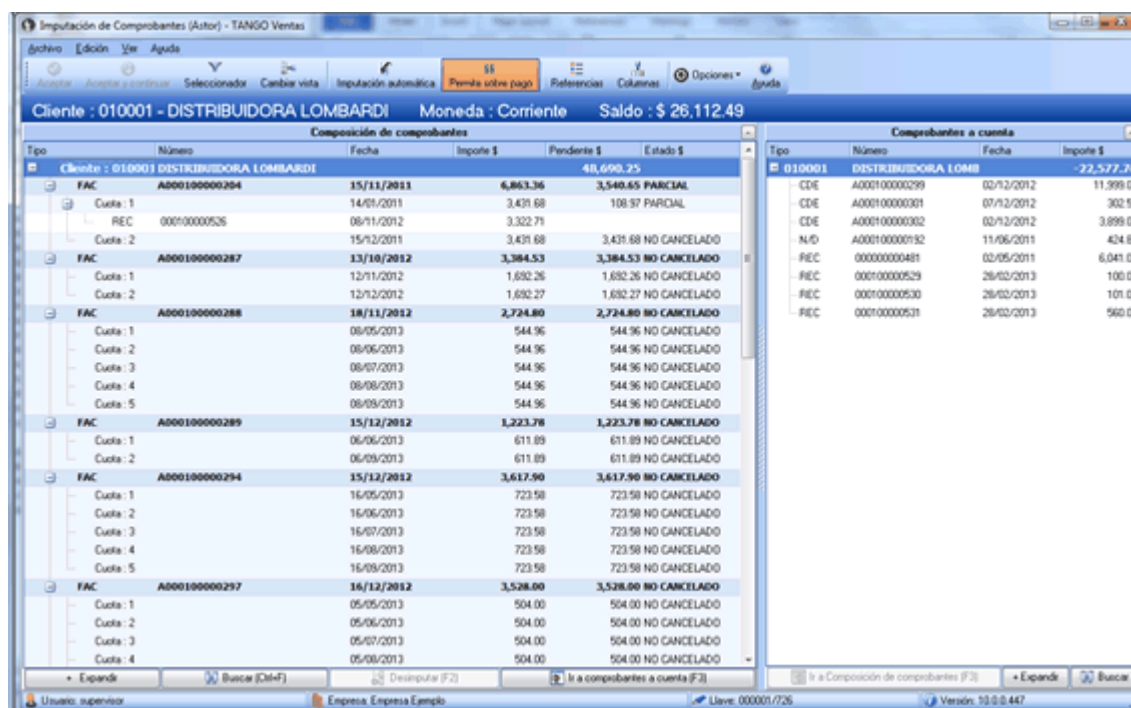 Imputación de Comprobantes (Astor) - TANGO Ventas
Archivo Edición Ver Ayuda
Aceptar Aceptar y continuar Seleccionador Cambiar vista Imputación automática Permite sobre pago Referencias Columnas Opciones Ayuda
Cliente : 010001 - DISTRIBUIDORA LOMBARDI Moneda : Corriente Saldo : $ 26,112.49
Composición de comprobantes
Tipo Número Fecha Importe $ Pendiente $ Estado $
Cliente : 010001 DISTRIBUIDORA LOMBARDI 48,690.25
FAC A000100000204 15/11/2011 6,863.36 3,540.65 PARCIAL
Cuota : 1 14/01/2011 3,431.68 108.97 PARCIAL
REC 000100000526 08/11/2012 3,322.71
Cuota : 2 15/12/2011 3,431.68 3,431.68 NO CANCELADO
FAC A000100000287 13/10/2012 3,384.53 3,384.53 NO CANCELADO
Cuota : 1 12/11/2012 1,692.26 1,692.26 NO CANCELADO
Cuota : 2 12/12/2012 1,692.27 1,692.27 NO CANCELADO
FAC A000100000288 18/11/2012 2,724.80 2,724.80 NO CANCELADO
Cuota : 1 08/05/2013 544.96 544.96 NO CANCELADO
Cuota : 2 08/06/2013 544.96 544.96 NO CANCELADO
Cuota : 3 08/07/2013 544.96 544.96 NO CANCELADO
Cuota : 4 08/08/2013 544.96 544.96 NO CANCELADO
Cuota : 5 08/09/2013 544.96 544.96 NO CANCELADO
FAC A000100000289 15/12/2012 1,223.78 1,223.78 NO CANCELADO
Cuota : 1 06/06/2013 611.89 611.89 NO CANCELADO
Cuota : 2 06/09/2013 611.89 611.89 NO CANCELADO
FAC A000100000294 15/12/2012 3,617.90 3,617.90 NO CANCELADO
Cuota : 1 16/05/2013 723.58 723.58 NO CANCELADO
Cuota : 2 16/06/2013 723.58 723.58 NO CANCELADO
Cuota : 3 16/07/2013 723.58 723.58 NO CANCELADO
Cuota : 4 16/08/2013 723.58 723.58 NO CANCELADO
Cuota : 5 16/09/2013 723.58 723.58 NO CANCELADO
FAC A000100000297 16/12/2012 3,528.00 3,528.00 NO CANCELADO
Cuota : 1 05/05/2013 504.00 504.00 NO CANCELADO
Cuota : 2 05/06/2013 504.00 504.00 NO CANCELADO
Cuota : 3 05/07/2013 504.00 504.00 NO CANCELADO
Cuota : 4 05/08/2013 504.00 504.00 NO CANCELADO
+ Expandir Buscar (Ctrl+F) Desimputar (F2) Ir a comprobantes a cuenta (F3)
Comprobantes a cuenta
Tipo Número Fecha Importe $
010001 DISTRIBUIDORA LOMB -22,577.7
CDE A000100000299 02/12/2012 11,999.0
CDE A000100000301 07/12/2012 302.5
CDE A000100000302 02/12/2012 3,899.0
N/D A000100000192 11/06/2011 424.8
REC 000000000481 02/05/2011 6,041.0
REC 000100000529 28/02/2013 100.0
REC 000100000530 28/02/2013 101.0
REC 000100000531 28/02/2013 560.0
Ir a Composición de comprobantes (F3) + Expandir Buscar
Usuario: supervisor Empresa: Empresa Ejemplo Llave: 000001/726 Versión: 10.0.0.447